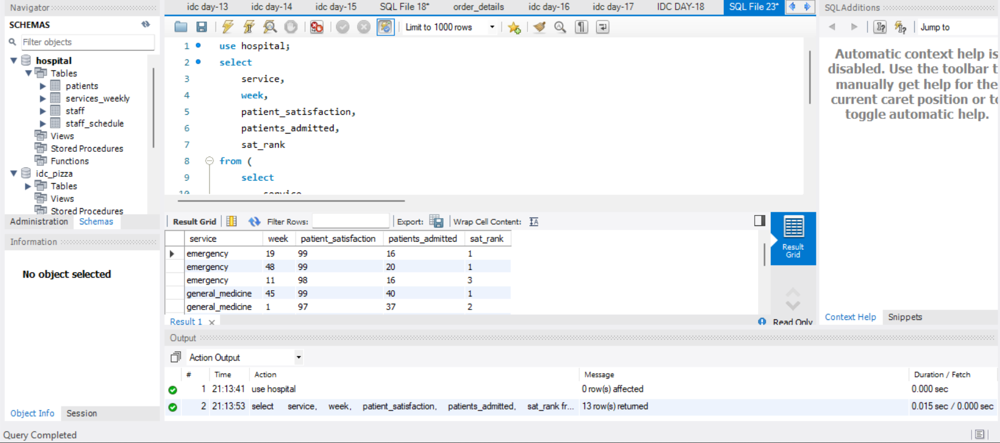 Navigator
SCHEMAS
Filter objects
hospital
Tables
patients
services_weekly
staff
staff_schedule
Views
Stored Procedures
Functions
idc_pizza
Tables
Views
Stored Procedures
Administration Schemas
Information
No object selected
Object Info Session
Query Completed
idc day-13 idc day-14 idc day-15 SQL File 18* order_details idc day-16 idc day-17 IDC DAY-18 SQL File 23*
Limit to 1000 rows
1 use hospital;
2 select
3 service,
4 week,
5 patient_satisfaction,
6 patients_admitted,
7 sat_rank
8 from (
9 select
10 service
Result Grid Filter Rows: Export: Wrap Cell Content:
service week patient_satisfaction patients_admitted sat_rank
emergency 19 99 16 1
emergency 48 99 20 1
emergency 11 98 16 3
general_medicine 45 99 40 1
general_medicine 1 97 37 2
Result 1
Read Only
Result
Grid
Output
Action Output
# Time Action Message Duration / Fetch
1 21:13:41 use hospital 0 row(s) affected 0.000 sec
2 21:13:53 select service, week, patient_satisfaction, patients_admitted, sat_rank fr... 13 row(s) returned 0.015 sec / 0.000 sec
SQLAdditions
Jump to
Automatic context help is
disabled. Use the toolbar t
manually get help for the
current caret position or to
toggle automatic help.
Context Help Snippets